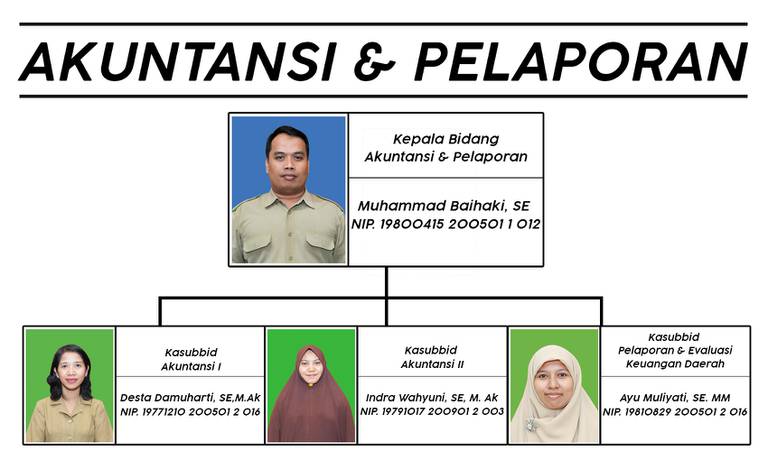 AKUNTANSI & PELAPORAN
Kepala Bidang
Akuntansi & Pelaporan
Muhammad Baihaki, SE
NIP. 19800415 200501 1 012
Kasubbid
Akuntansi I
Desta Damuharti, SE,M.Ak
NIP. 19771210 200501 2 016
Kasubbid
Akuntansi II
Indra Wahyuni, SE, M. Ak
NIP. 19791017 200901 2 003
Kasubbid
Pelaporan & Evaluasi
Keuangan Daerah
Ayu Muliyati, SE. MM
NIP. 19810829 200501 2 016